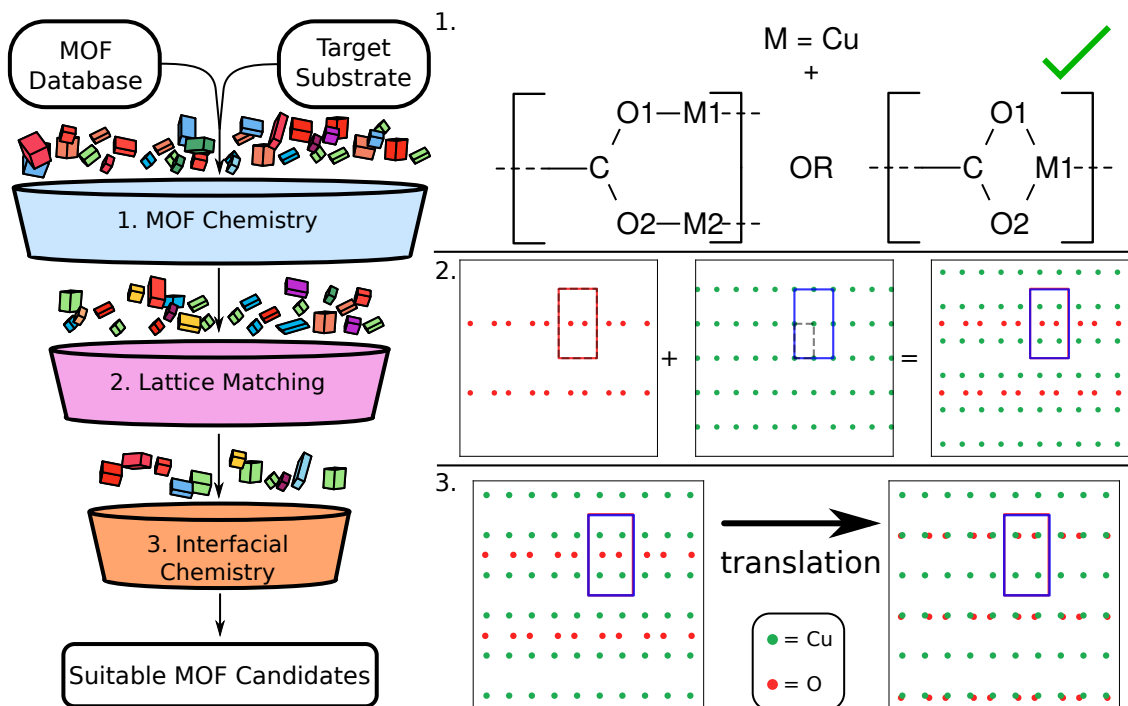 MOF
Database
Target
Substrate
1. MOF Chemistry
2. Lattice Matching
3. Interfacial
Chemistry
Suitable MOF Candidates
1.
M = Cu
+
O1 M1
C
O2 M2
OR
O1
C M1
O2
2.
+
=
3.
translation
= Cu
= O